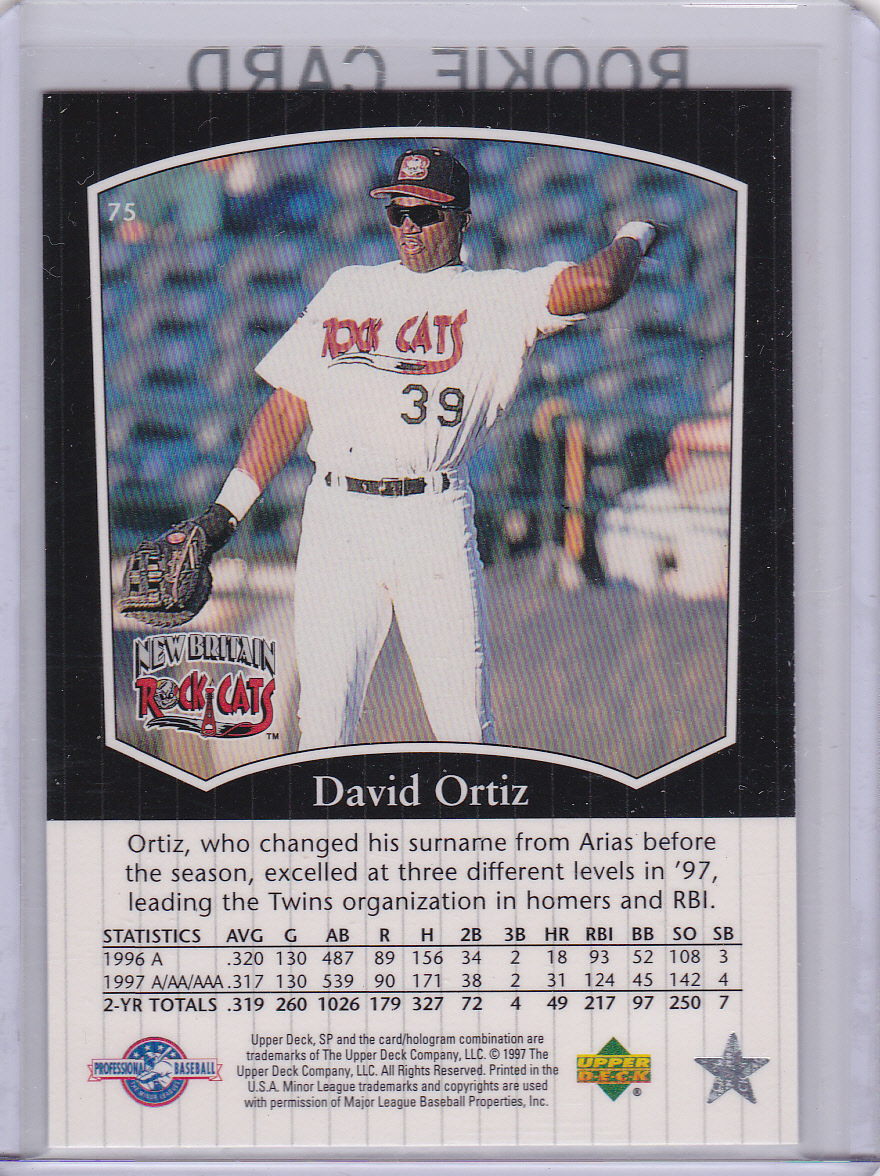 ROOKIE CARD
75
ROCK CATS
39
NEW BRITAIN
ROCK CATS
TM
David Ortiz
Ortiz, who changed his surname from Arias before
the season, excelled at three different levels in '97,
leading the Twins organization in homers and RBI.
STATISTICS AVG G AB R H 2B 3B HR RBI BB SO SB
1996 A .320 130 487 89 156 34 2 18 93 52 108 3
1997 A/AA/AAA .317 130 539 90 171 38 2 31 124 45 142 4
2-YR TOTALS .319 260 1026 179 327 72 4 49 217 97 250 7
PROFESSIONAL BASEBALL
Upper Deck, SP and the card/hologram combination are
trademarks of The Upper Deck Company, LLC. © 1997 The
Upper Deck Company, LLC. All Rights Reserved. Printed in the
U.S.A. Minor League trademarks and copyrights are used
with permission of Major League Baseball Properties, Inc.
UPPER
DECK
®